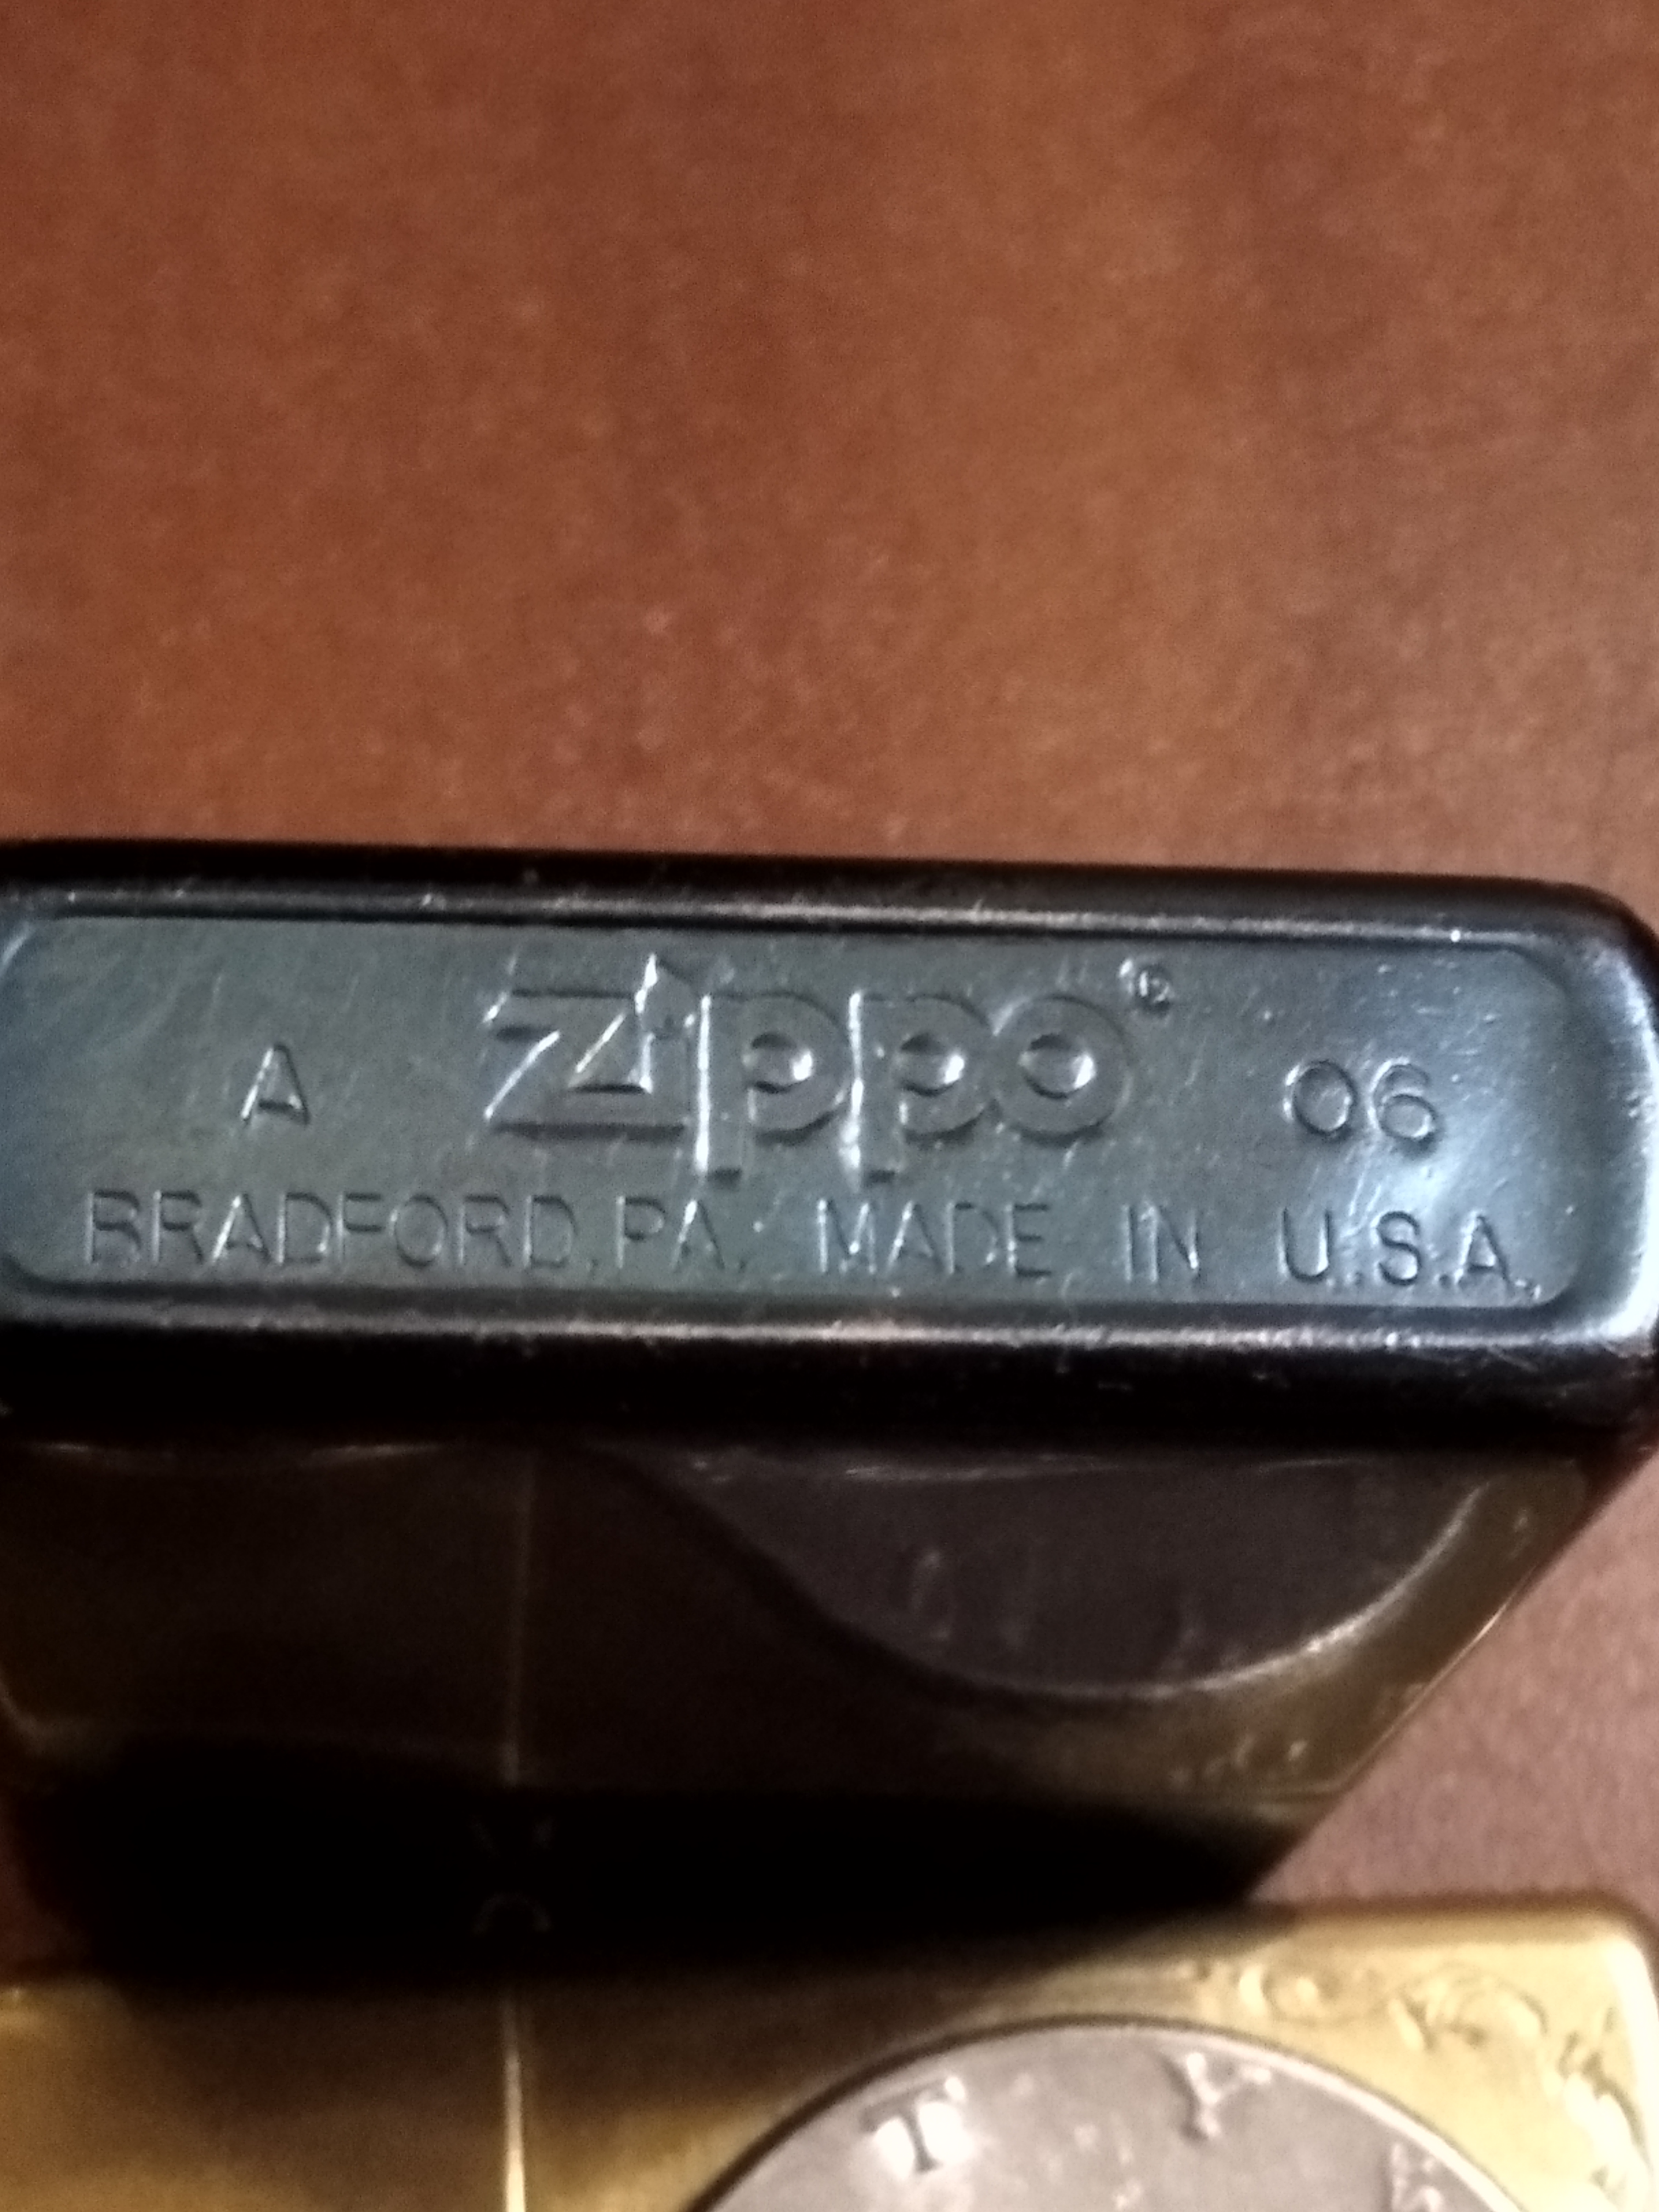 A Zippo® 06
BRADFORD, PA. MADE IN U.S.A.
T Y